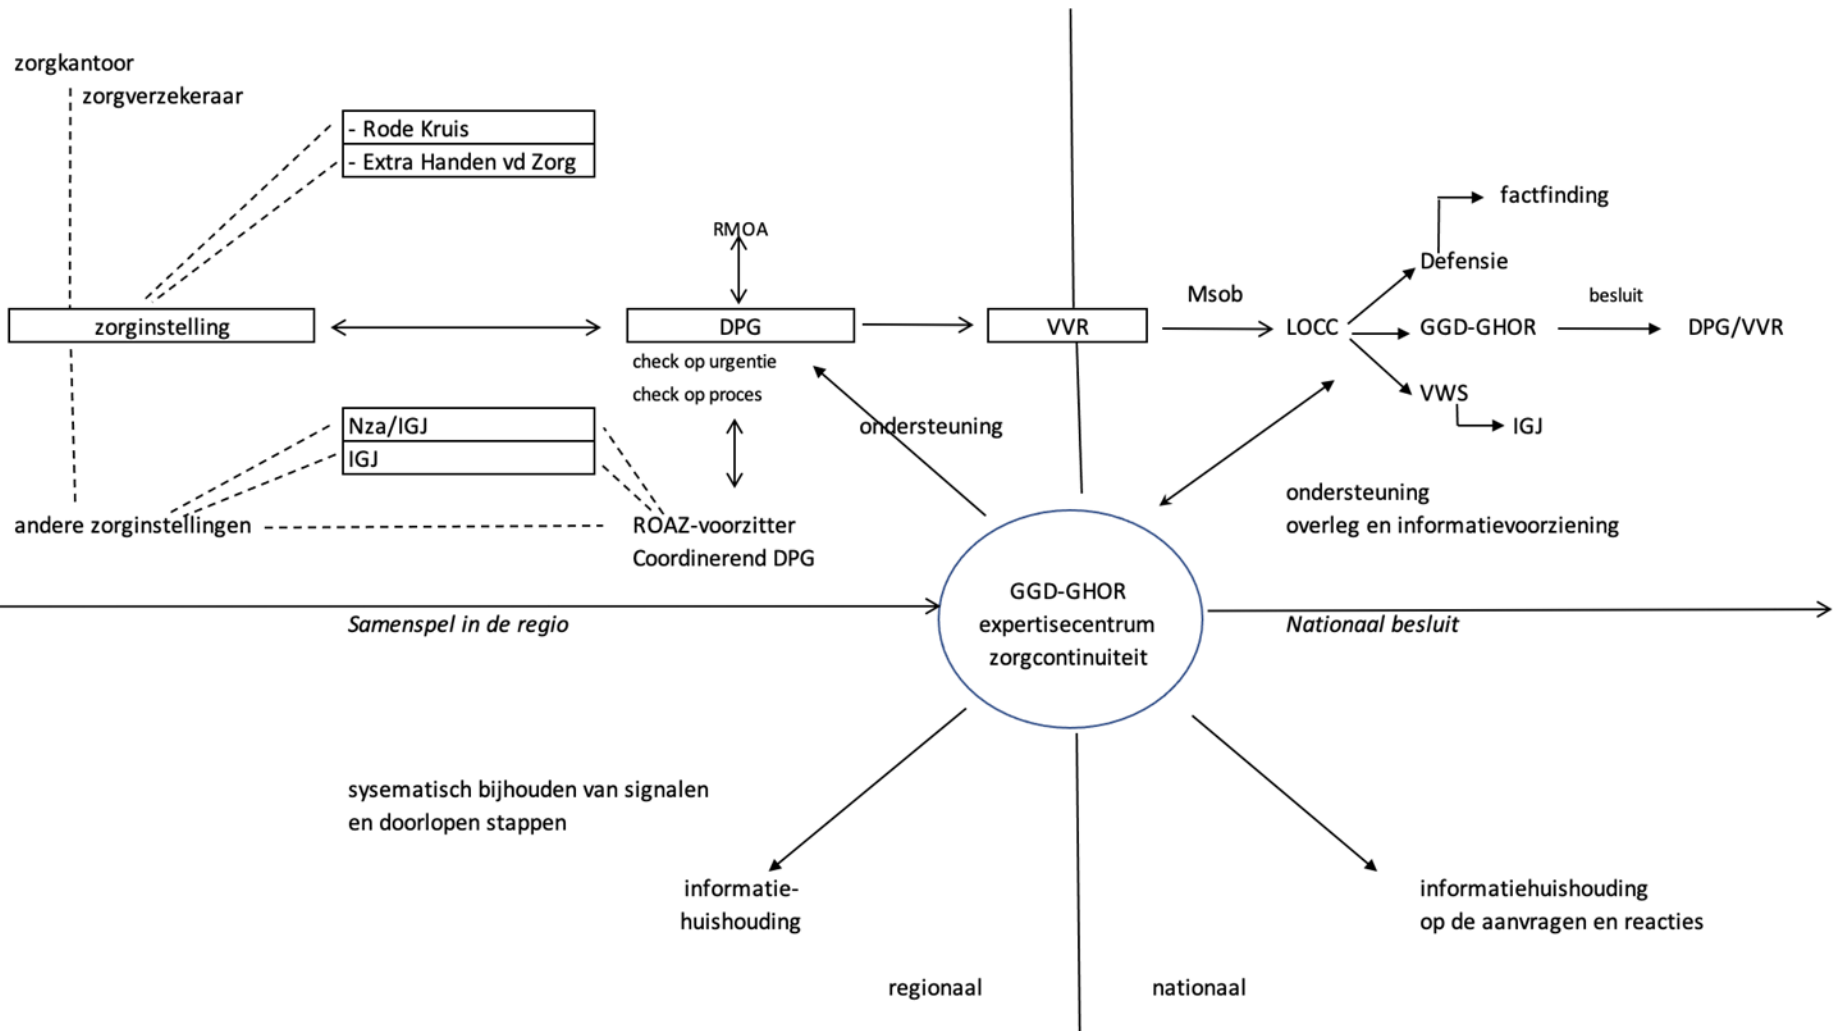 zorgkantoor
zorgverzekeraar
- Rode Kruis
- Extra Handen vd Zorg
factfinding
RMOA
Defensie
Msob
besluit
zorginstelling
DPG
VVR
LOCC
GGD-GHOR
DPG/VVR
check op urgentie
check op proces
VWS
Nza/IGJ
ondersteuning
IGJ
IGJ
ondersteuning
overleg en informatievoorziening
andere zorginstellingen
ROAZ-voorzitter
Coordinerend DPG
GGD-GHOR
expertisecentrum
zorgcontinuiteit
Samenspel in de regio
Nationaal besluit
sysematisch bijhouden van signalen
en doorlopen stappen
informatie-
huishouding
informatiehuishouding
op de aanvragen en reacties
regionaal
nationaal